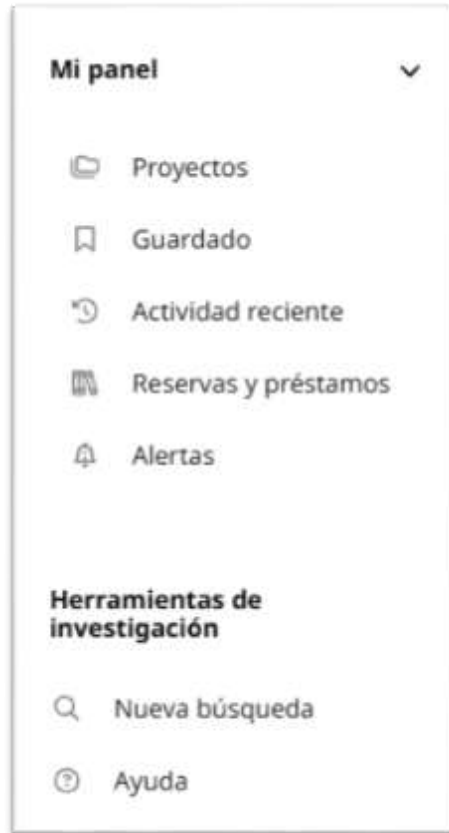 Mi panel
Proyectos
Guardado
Actividad reciente
Reservas y préstamos
Alertas
Herramientas de
investigación
Nueva búsqueda
Ayuda